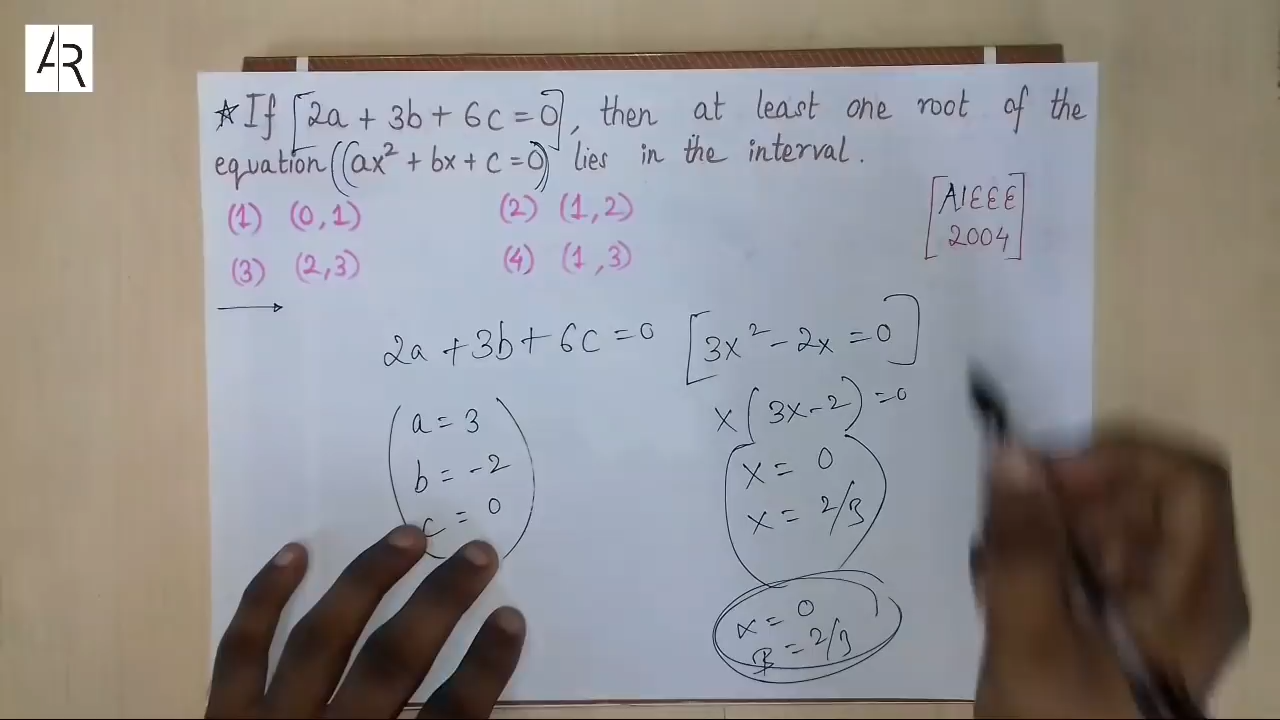 AR
★If [2a + 3b + 6c = 0], then at least one root of the
equation ((ax² + bx + c = 0)) lies in the interval.
(1) (0,1) (2) (1,2)
(3) (2,3) (4) (1,3)
[AIEEE
2004]
→
2a + 3b + 6c = 0 [3x² - 2x = 0]
x(3x-2) = 0
(a = 3
b = -2
c = 0)
(x = 0
x = 2/3)
α = 0
β = 2/3